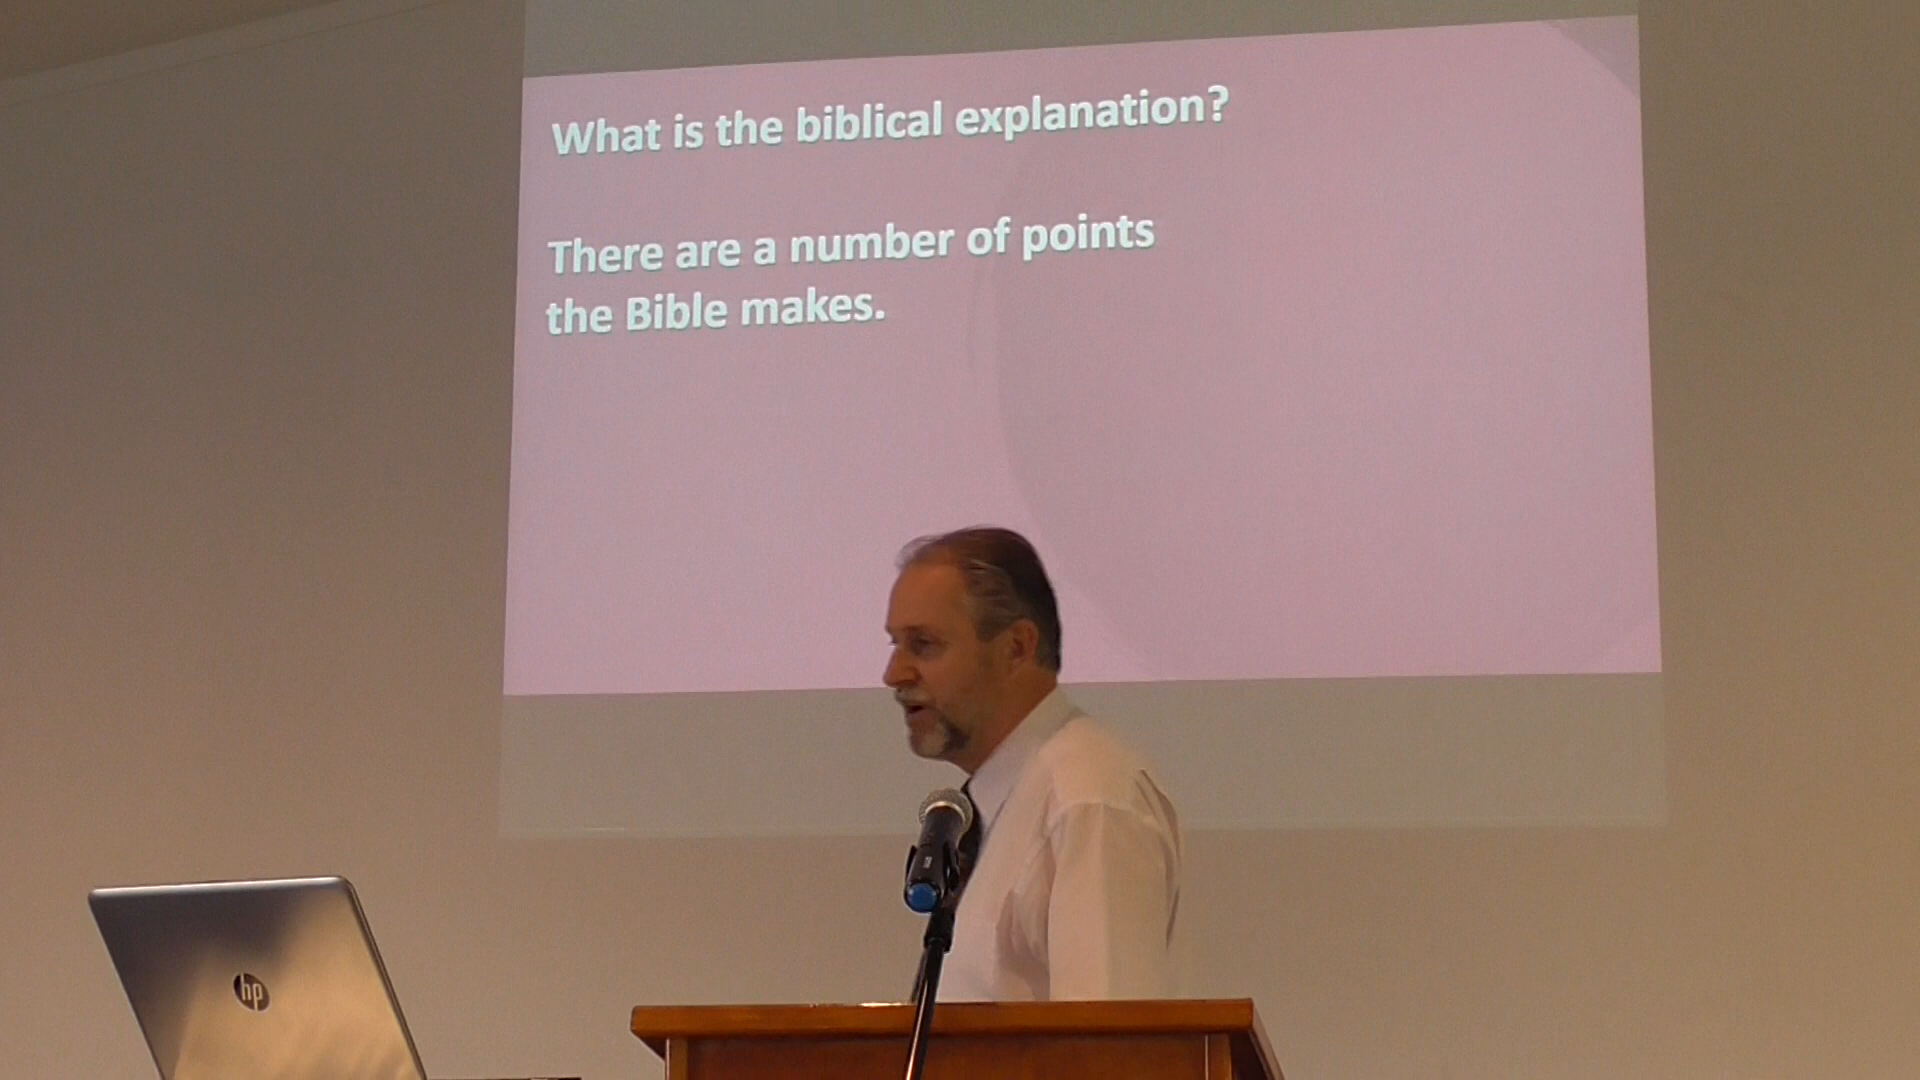 What is the biblical explanation?
There are a number of points
the Bible makes.
hp